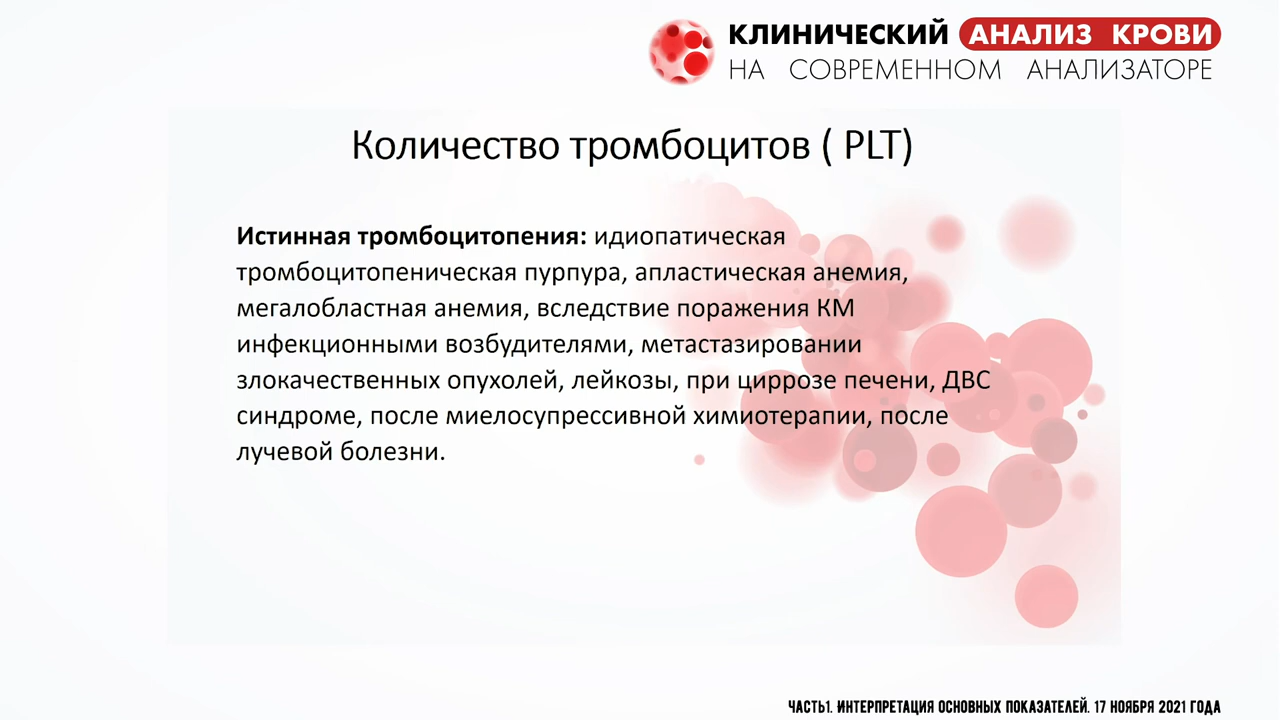 КЛИНИЧЕСКИЙ АНАЛИЗ КРОВИ
НА СОВРЕМЕННОМ АНАЛИЗАТОРЕ
Количество тромбоцитов ( PLT)
Истинная тромбоцитопения: идиопатическая
тромбоцитопеническая пурпура, апластическая анемия,
мегалобластная анемия, вследствие поражения КМ
инфекционными возбудителями, метастазировании
злокачественных опухолей, лейкозы, при циррозе печени, ДВС
синдроме, после миелосупрессивной химиотерапии, после
лучевой болезни.
ЧАСТЬ1. ИНТЕРПРЕТАЦИЯ ОСНОВНЫХ ПОКАЗАТЕЛЕЙ. 17 НОЯБРЯ 2021 ГОДА